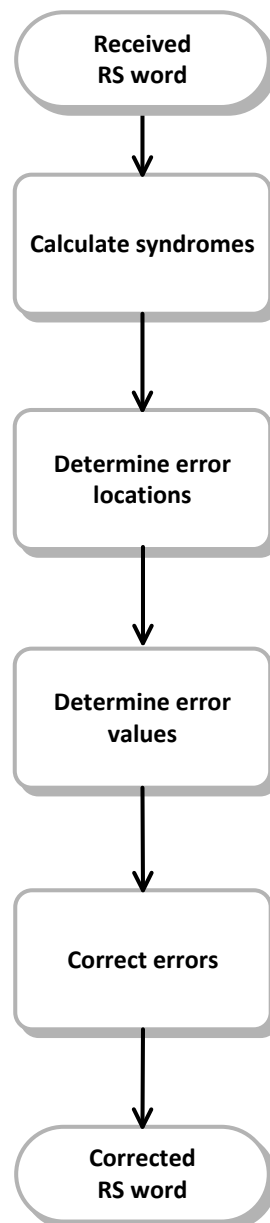 Received
RS word
Calculate syndromes
Determine error
locations
Determine error
values
Correct errors
Corrected
RS word